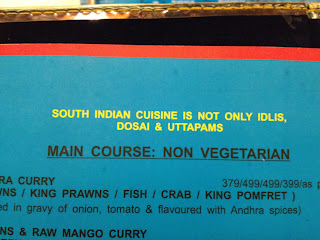 SOUTH INDIAN CUISINE IS NOT ONLY IDLIS,
DOSAI & UTTAPAMS
MAIN COURSE: NON VEGETARIAN
RA CURRY 379/499/499/399/as p
WNS / KING PRAWNS / FISH / CRAB / KING POMFRET )
ed in gravy of onion, tomato & flavoured with Andhra spices)
NS & RAW MANGO CURRY